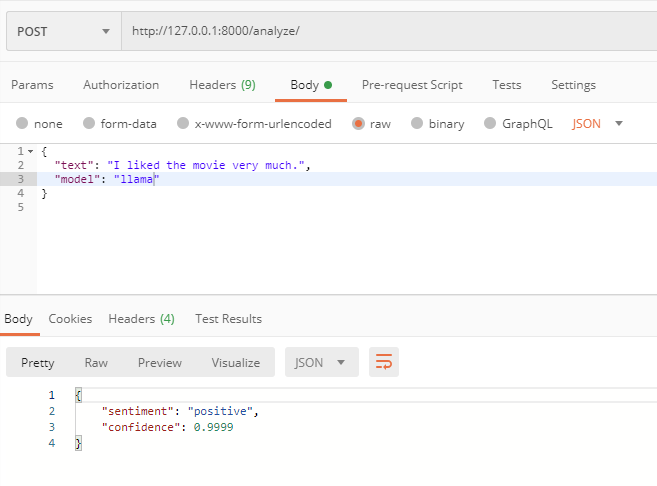 POST http://127.0.0.1:8000/analyze/
Params Authorization Headers (9) Body Pre-request Script Tests Settings
none form-data x-www-form-urlencoded raw binary GraphQL JSON
1 {
2 "text": "I liked the movie very much.",
3 "model": "llama"
4 }
5
Body Cookies Headers (4) Test Results
Pretty Raw Preview Visualize JSON
1 {
2 "sentiment": "positive",
3 "confidence": 0.9999
4 }